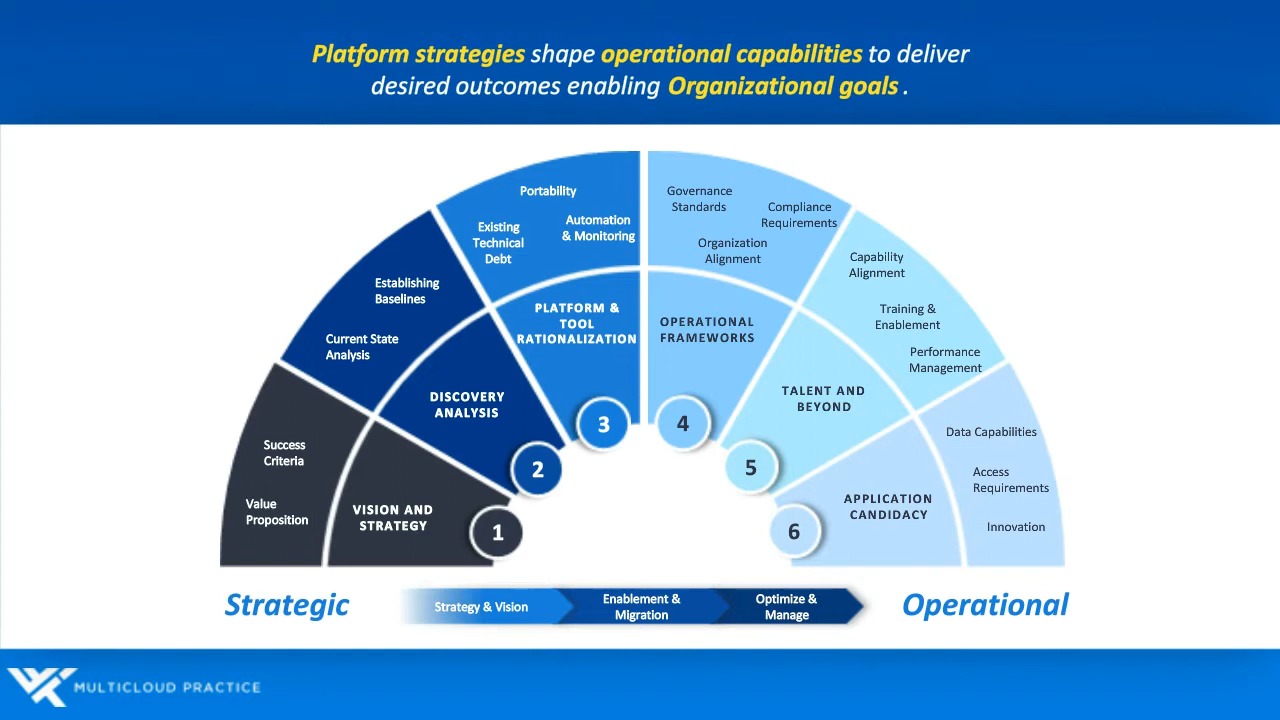 Platform strategies shape operational capabilities to deliver
desired outcomes enabling Organizational goals .
Success
Criteria
Value
Proposition
VISION AND
STRATEGY
1
Establishing
Baselines
Current State
Analysis
DISCOVERY
ANALYSIS
2
Portability
Existing
Technical
Debt
Automation
& Monitoring
PLATFORM &
TOOL
RATIONALIZATION
3
Governance
Standards
Compliance
Requirements
Organization
Alignment
OPERATIONAL
FRAMEWORKS
4
Capability
Alignment
Training &
Enablement
Performance
Management
TALENT AND
BEYOND
5
Data Capabilities
Access
Requirements
Innovation
APPLICATION
CANDIDACY
6
Strategic
Strategy & Vision
Enablement &
Migration
Optimize &
Manage
Operational
MULTICLOUD PRACTICE